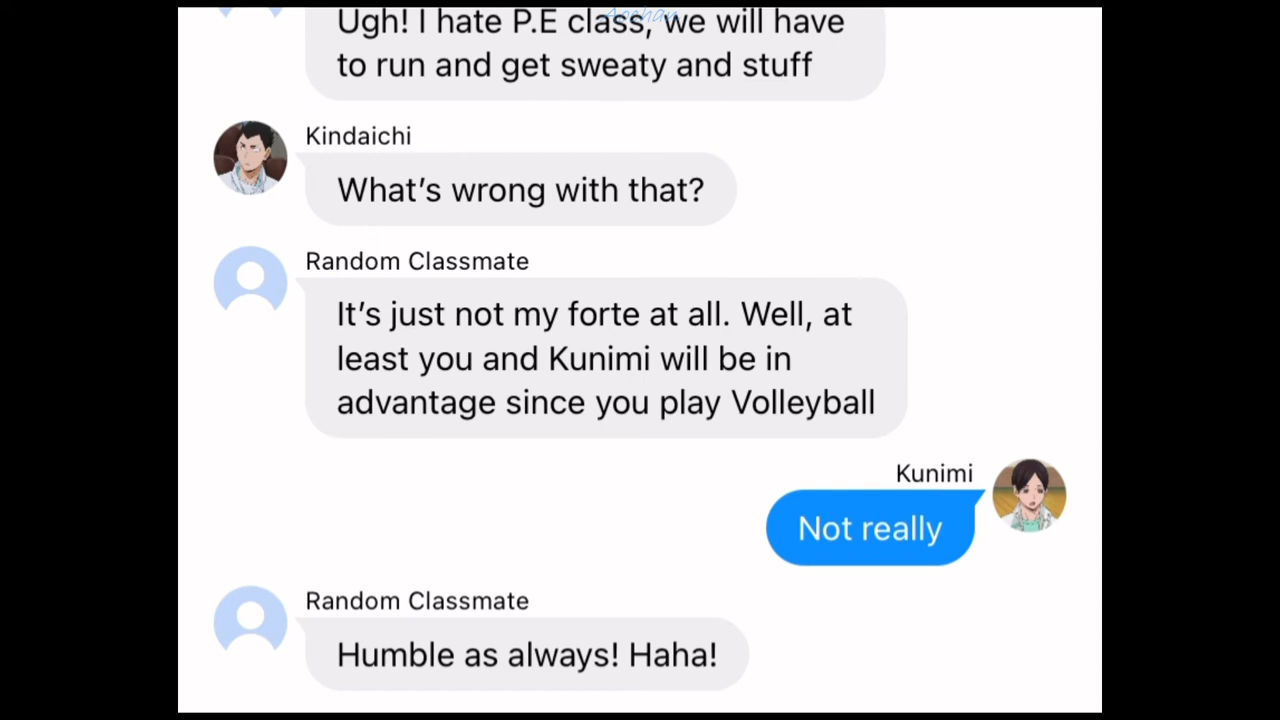 Ugh! I hate P.E class, we will have
to run and get sweaty and stuff
Kindaichi
What's wrong with that?
Random Classmate
It's just not my forte at all. Well, at
least you and Kunimi will be in
advantage since you play Volleyball
Kunimi
Not really
Random Classmate
Humble as always! Haha!